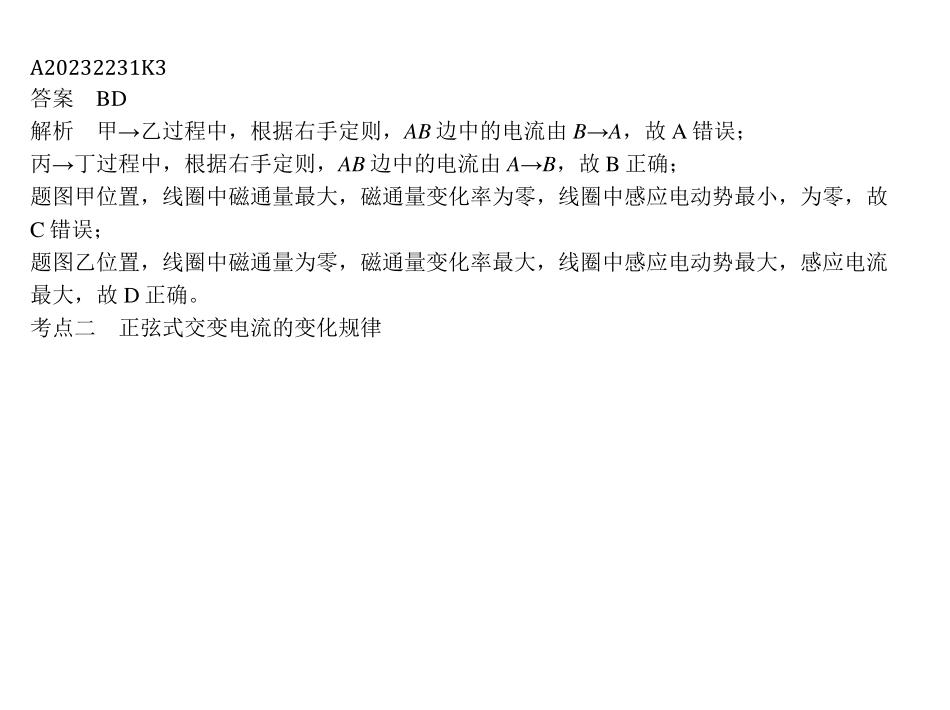 A20232231K3
答案　BD
解析　甲→乙过程中，根据右手定则，AB 边中的电流由 B→A，故 A 错误；
丙→丁过程中，根据右手定则，AB 边中的电流由 A→B，故 B 正确；
题图甲位置，线圈中磁通量最大，磁通量变化率为零，线圈中感应电动势最小，为零，故
C 错误；
题图乙位置，线圈中磁通量为零，磁通量变化率最大，线圈中感应电动势最大，感应电流
最大，故 D 正确。
考点二　正弦式交变电流的变化规律